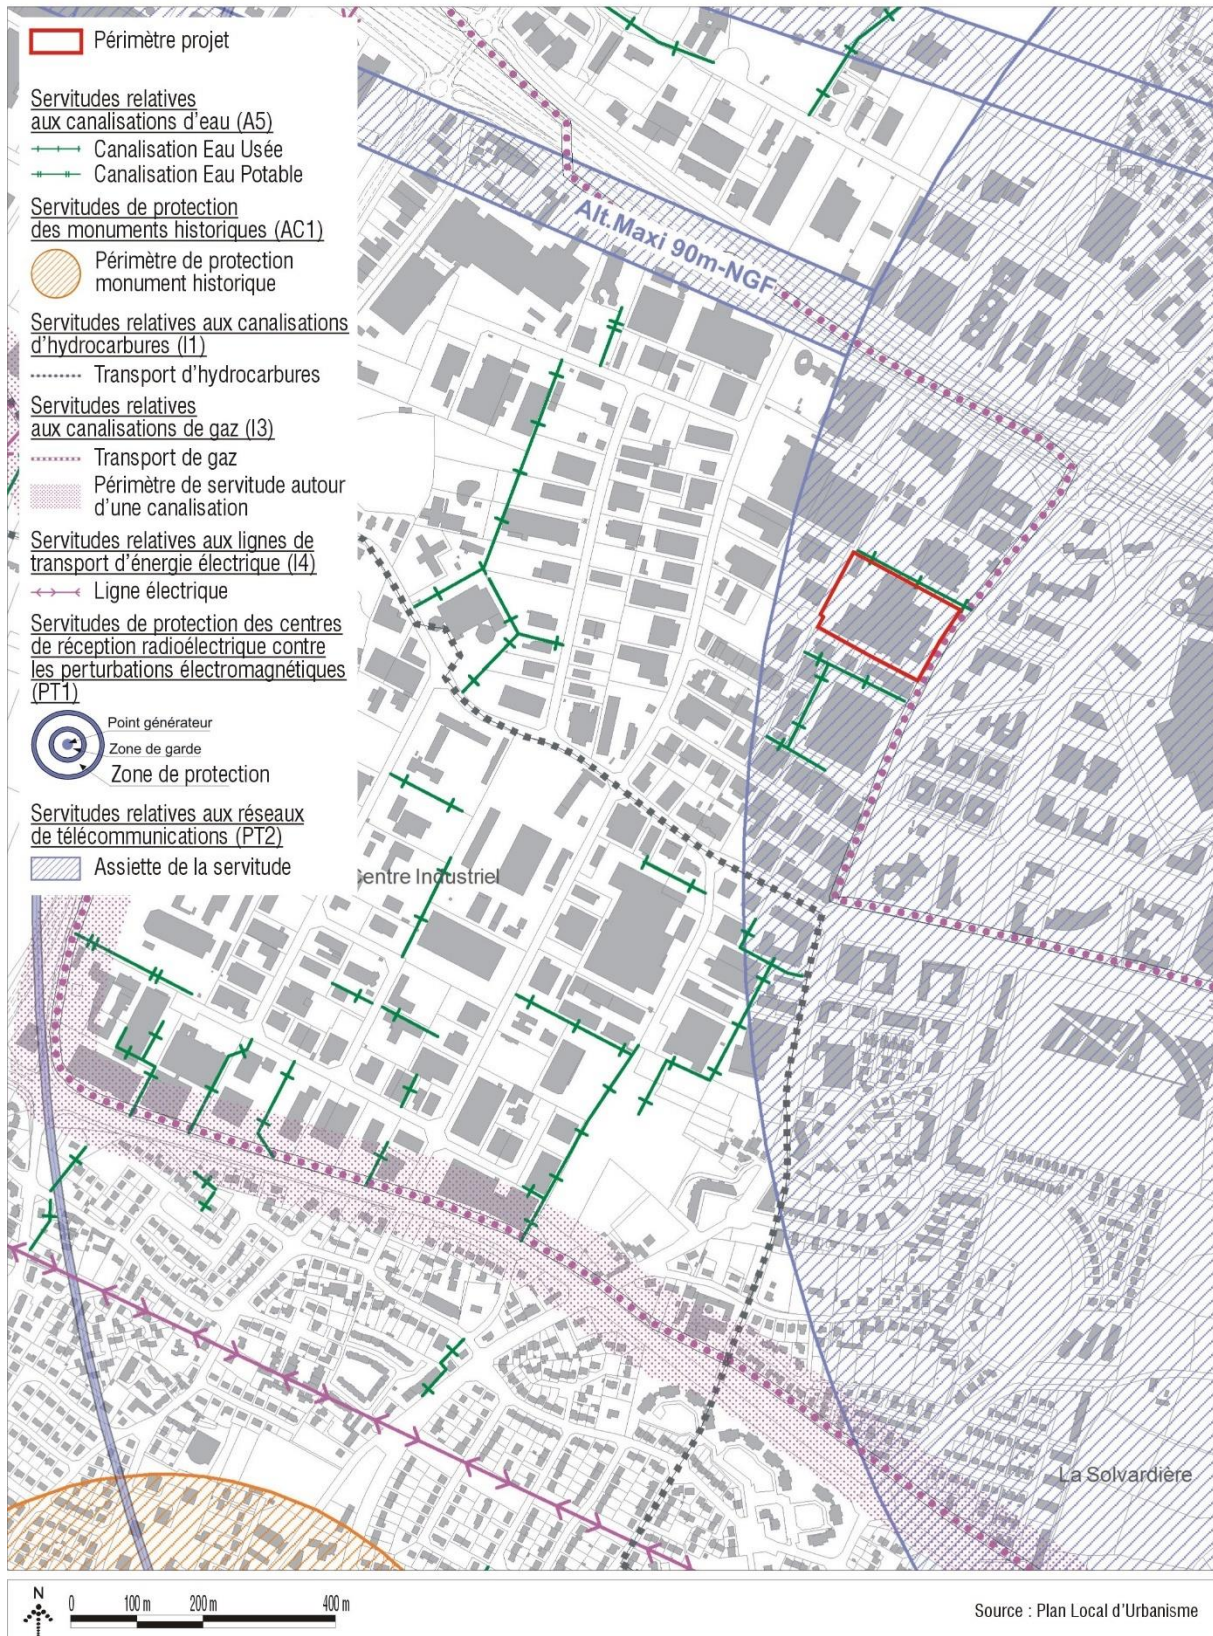 Périmètre projet
Servitudes relatives
aux canalisations d'eau (A5)
Canalisation Eau Usée
Canalisation Eau Potable
Servitudes de protection
des monuments historiques (AC1)
Périmètre de protection
monument historique
Servitudes relatives aux canalisations
d'hydrocarbures (I1)
Transport d'hydrocarbures
Servitudes relatives
aux canalisations de gaz (I3)
Transport de gaz
Périmètre de servitude autour
d'une canalisation
Servitudes relatives aux lignes de
transport d'énergie électrique (I4)
Ligne électrique
Servitudes de protection des centres
de réception radioélectrique contre
les perturbations électromagnétiques
(PT1)
Point générateur
Zone de garde
Zone de protection
Servitudes relatives aux réseaux
de télécommunications (PT2)
Assiette de la servitude
Alt.Maxi 90m-NGF
Centre Industriel
La Solvardière
N
0 100 m 200 m 400 m
Source : Plan Local d'Urbanisme